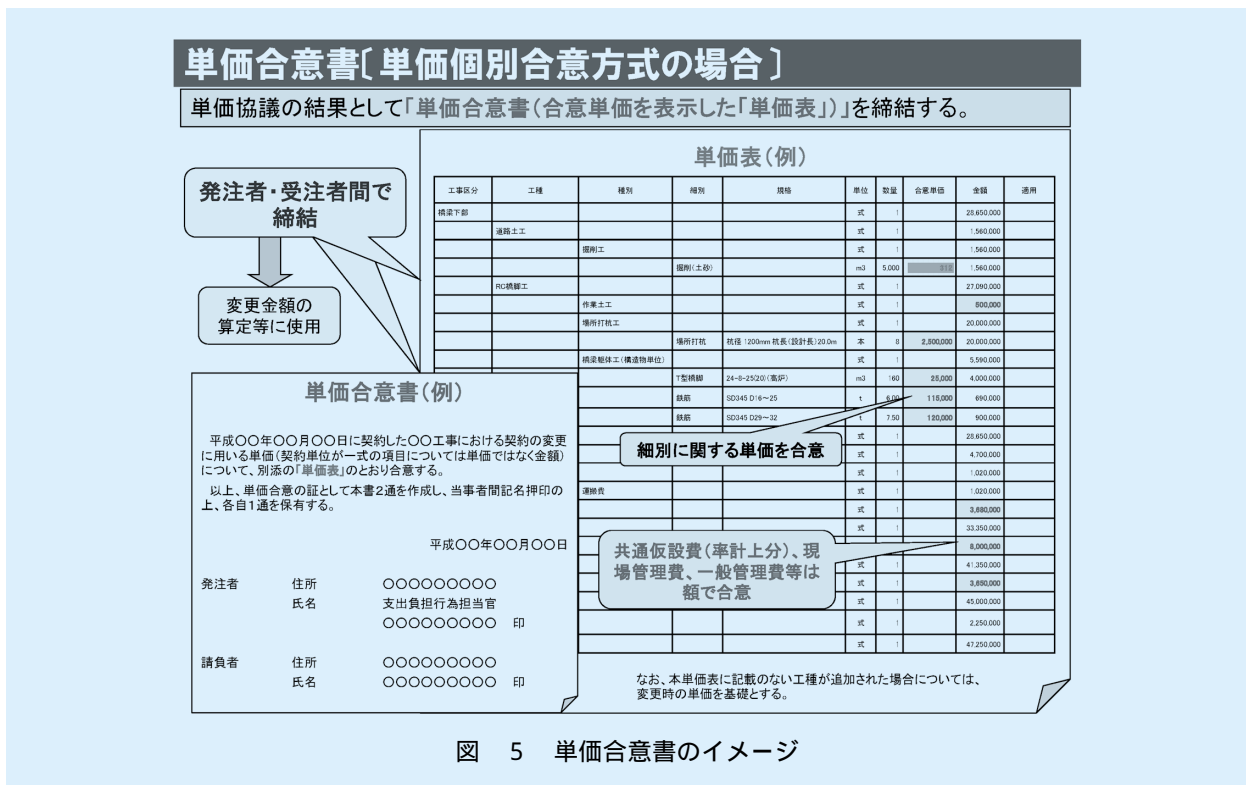 単価合意書〔単価個別合意方式の場合〕
単価協議の結果として「単価合意書（合意単価を表示した「単価表」）」を締結する。
発注者・受注者間で
締結
変更金額の
算定等に使用
単価表（例）
工事区分 工種 種別 細別 規格 単位 数量 合意単価 金額 適用
橋梁下部 式 1 28,650,000
道路土工 式 1 1,560,000
掘削工 式 1 1,560,000
掘削（土砂） m3 5,000 312 1,560,000
RC橋脚工 式 1 27,090,000
作業土工 式 1 500,000
場所打杭工 式 1 20,000,000
場所打杭 杭径 1200mm 杭長（設計長）20.0m 本 8 2,500,000 20,000,000
橋梁躯体工（構造物単位） 式 1 5,590,000
T型橋脚 24-8-25(20)（高炉） m3 160 25,000 4,000,000
鉄筋 SD345 D16～25 t 6.00 115,000 690,000
鉄筋 SD345 D29～32 t 7.50 120,000 900,000
式 1 28,650,000
式 1 4,700,000
式 1 1,020,000
運搬費 式 1 1,020,000
式 1 3,680,000
式 1 33,350,000
8,000,000
式 1 41,350,000
式 1 3,650,000
式 1 45,000,000
式 1 2,250,000
式 1 47,250,000
細別に関する単価を合意
共通仮設費（率計上分）、現
場管理費、一般管理費等は
額で合意
なお、本単価表に記載のない工種が追加された場合については、
変更時の単価を基礎とする。
単価合意書（例）
平成〇〇年〇〇月〇〇日に契約した〇〇工事における契約の変更
に用いる単価（契約単位が一式の項目については単価ではなく金額）
について、別添の「単価表」のとおり合意する。
以上、単価合意の証として本書２通を作成し、当事者間記名押印の
上、各自１通を保有する。
平成〇〇年〇〇月〇〇日
発注者 住所 〇〇〇〇〇〇〇〇〇
氏名 支出負担行為担当官
〇〇〇〇〇〇〇〇〇 印
請負者 住所 〇〇〇〇〇〇〇〇〇
氏名 〇〇〇〇〇〇〇〇〇 印
図 5 単価合意書のイメージ